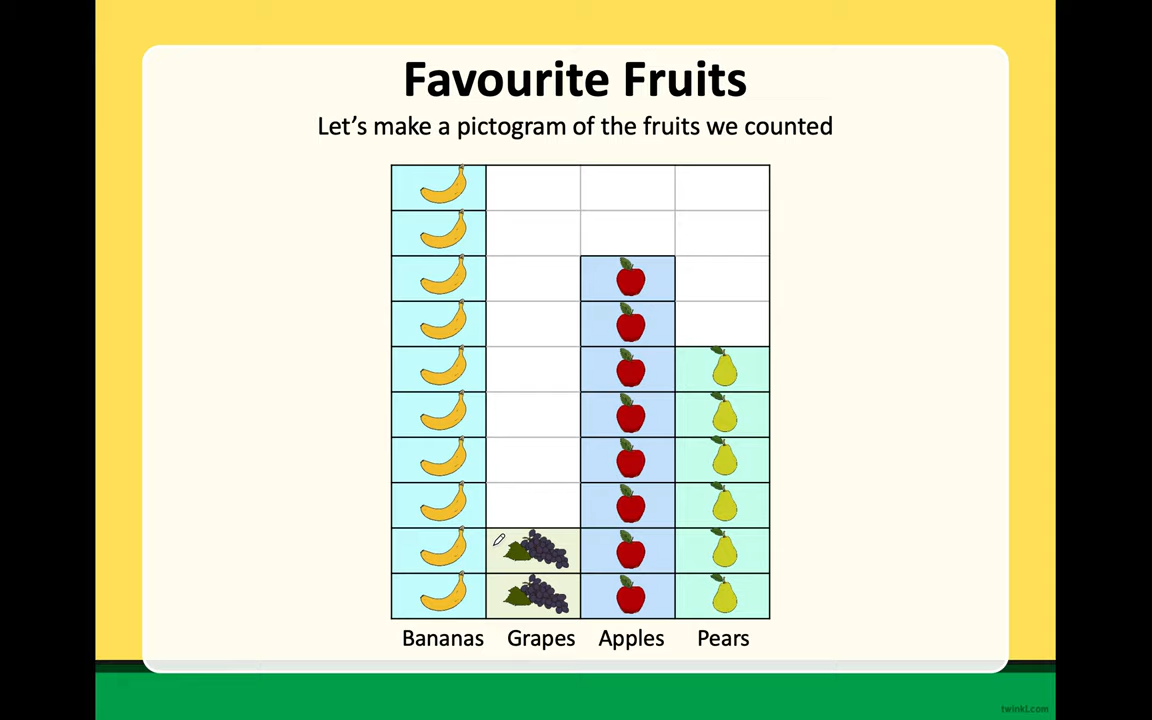 Favourite Fruits
Let’s make a pictogram of the fruits we counted
Bananas Grapes Apples Pears
twinkl.com